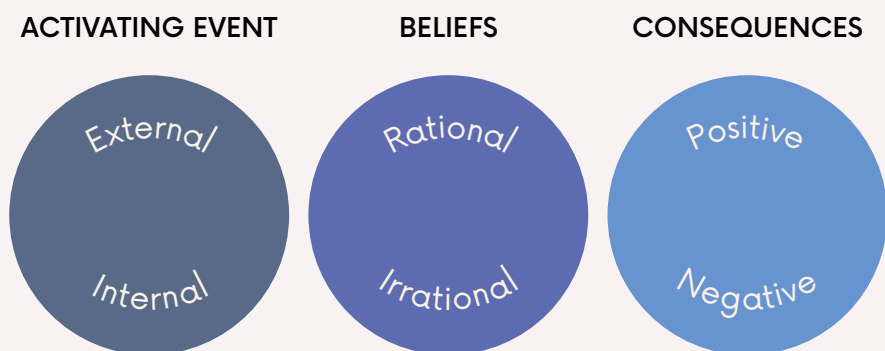 ACTIVATING EVENT
BELIEFS
CONSEQUENCES
External
Rational
Positive
Internal
Irrational
Negative